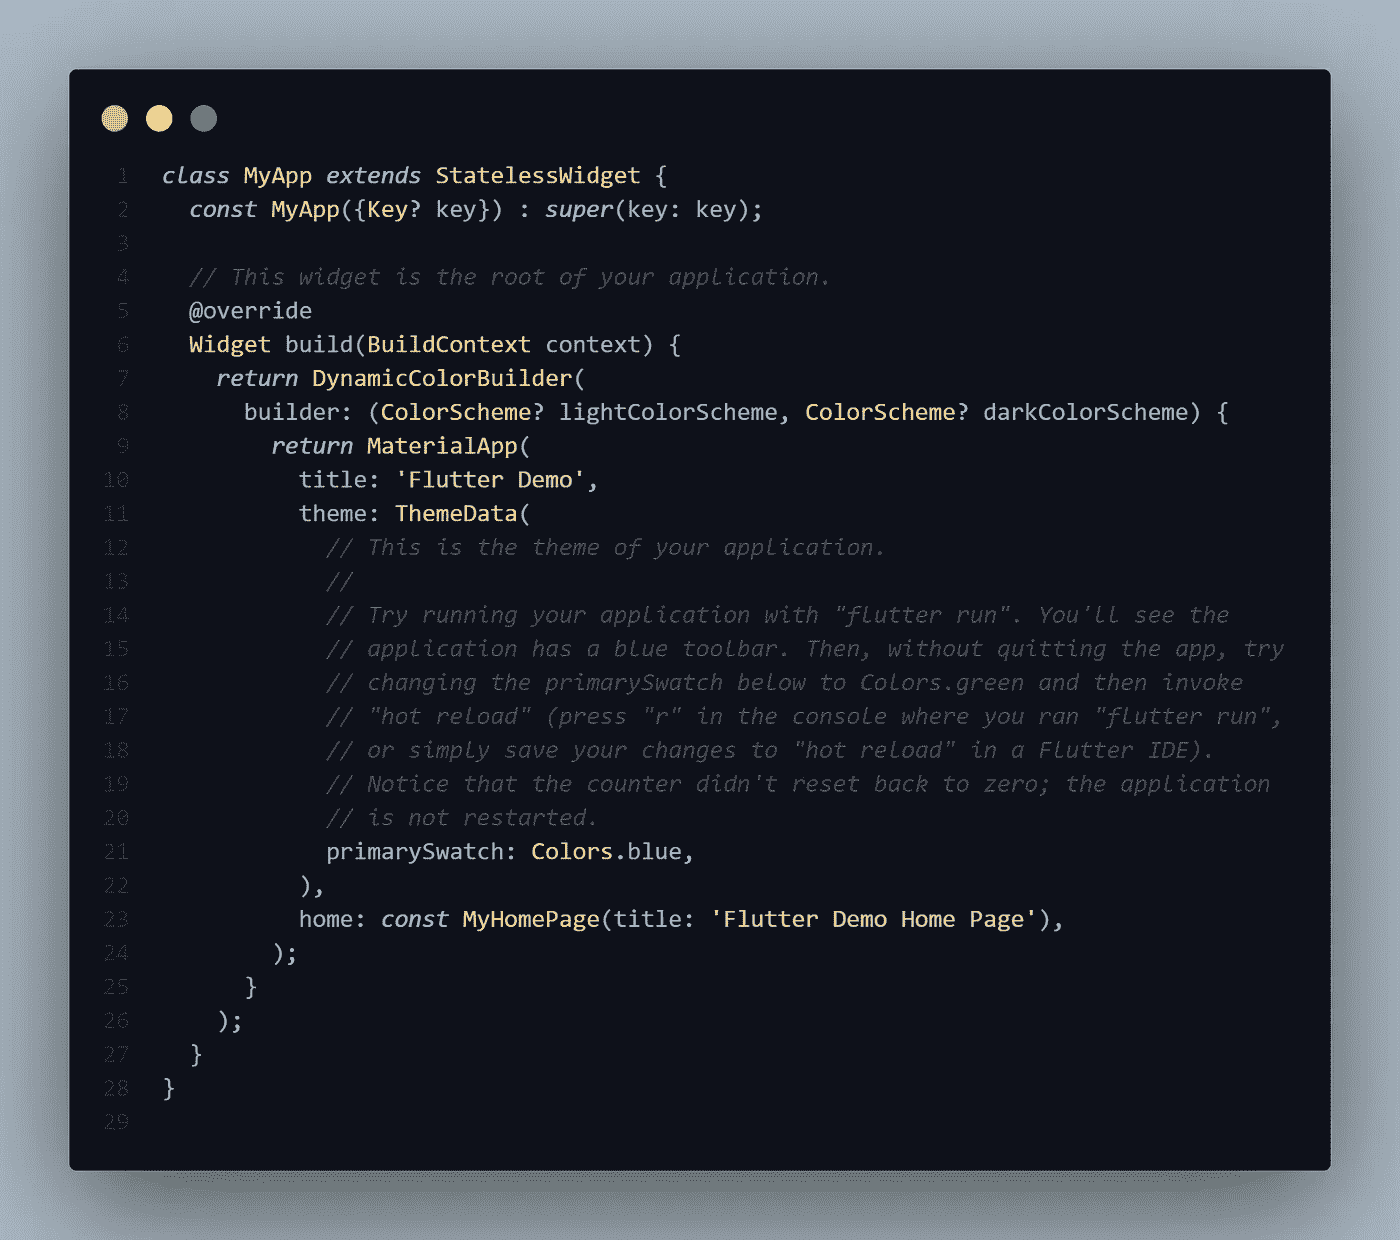 1 class MyApp extends StatelessWidget {
2   const MyApp({Key? key}) : super(key: key);
3
4   // This widget is the root of your application.
5   @override
6   Widget build(BuildContext context) {
7     return DynamicColorBuilder(
8       builder: (ColorScheme? lightColorScheme, ColorScheme? darkColorScheme) {
9         return MaterialApp(
10           title: 'Flutter Demo',
11           theme: ThemeData(
12             // This is the theme of your application.
13             //
14             // Try running your application with "flutter run". You'll see the
15             // application has a blue toolbar. Then, without quitting the app, try
16             // changing the primarySwatch below to Colors.green and then invoke
17             // "hot reload" (press "r" in the console where you ran "flutter run",
18             // or simply save your changes to "hot reload" in a Flutter IDE).
19             // Notice that the counter didn't reset back to zero; the application
20             // is not restarted.
21             primarySwatch: Colors.blue,
22           ),
23           home: const MyHomePage(title: 'Flutter Demo Home Page'),
24         );
25       }
26     );
27   }
28 }
29